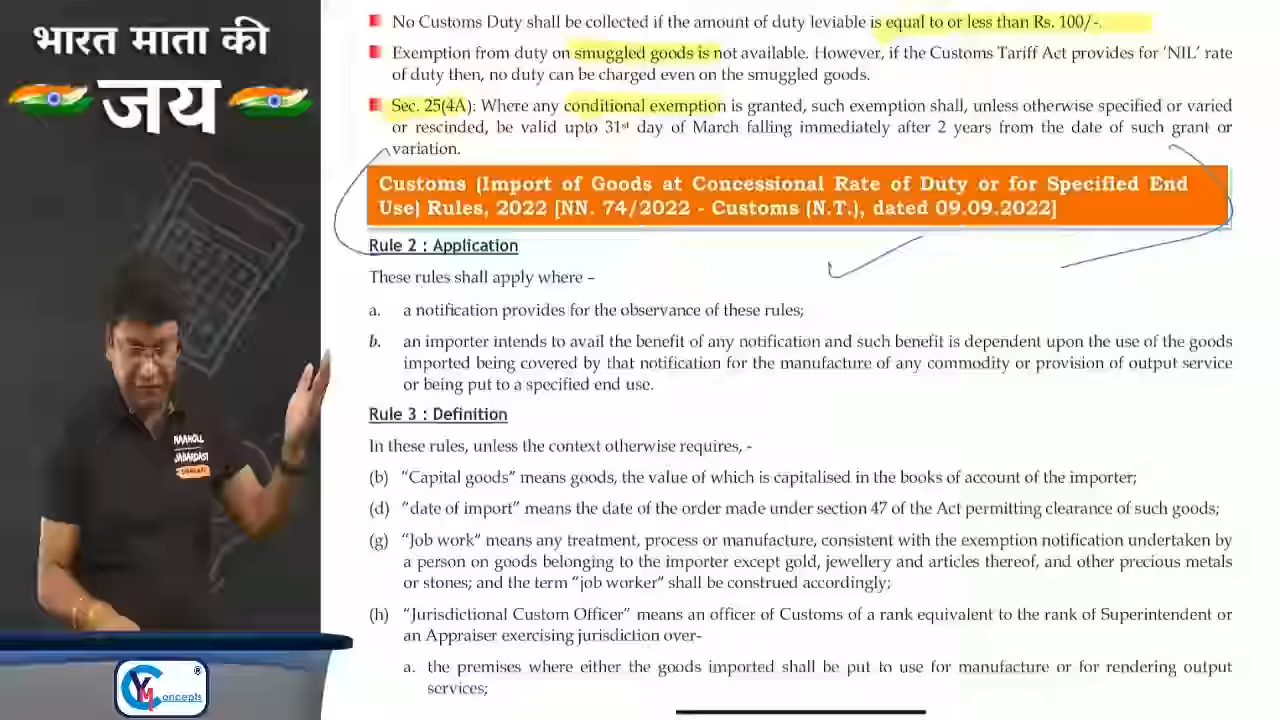 भारत माता की
जय
NAAHOLL
JABARDAST
YM Concepts
®
No Customs Duty shall be collected if the amount of duty leviable is equal to or less than Rs. 100/-.
Exemption from duty on smuggled goods is not available. However, if the Customs Tariff Act provides for ‘NIL’ rate
of duty then, no duty can be charged even on the smuggled goods.
Sec. 25(4A): Where any conditional exemption is granted, such exemption shall, unless otherwise specified or varied
or rescinded, be valid upto 31st day of March falling immediately after 2 years from the date of such grant or
variation.
Customs (Import of Goods at Concessional Rate of Duty or for Specified End
Use) Rules, 2022 [NN. 74/2022 - Customs (N.T.), dated 09.09.2022]
Rule 2 : Application
These rules shall apply where –
a. a notification provides for the observance of these rules;
b. an importer intends to avail the benefit of any notification and such benefit is dependent upon the use of the goods
imported being covered by that notification for the manufacture of any commodity or provision of output service
or being put to a specified end use.
Rule 3 : Definition
In these rules, unless the context otherwise requires, -
(b) “Capital goods” means goods, the value of which is capitalised in the books of account of the importer;
(d) “date of import” means the date of the order made under section 47 of the Act permitting clearance of such goods;
(g) “Job work” means any treatment, process or manufacture, consistent with the exemption notification undertaken by
a person on goods belonging to the importer except gold, jewellery and articles thereof, and other precious metals
or stones; and the term “job worker” shall be construed accordingly;
(h) “Jurisdictional Custom Officer” means an officer of Customs of a rank equivalent to the rank of Superintendent or
an Appraiser exercising jurisdiction over-
a. the premises where either the goods imported shall be put to use for manufacture or for rendering output
services;